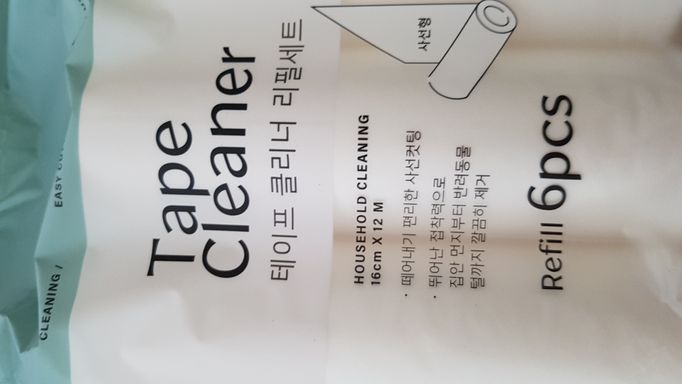 CLEANING /
EASY
Tape
Cleaner
테이프 클리너 리필세트
사선형
HOUSEHOLD CLEANING
16cm X 12 M
· 떼어내기 편리한 사선컷팅
· 뛰어난 접착력으로
집안 먼지부터 반려동물
털까지 깔끔히 제거
Refill 6pcs